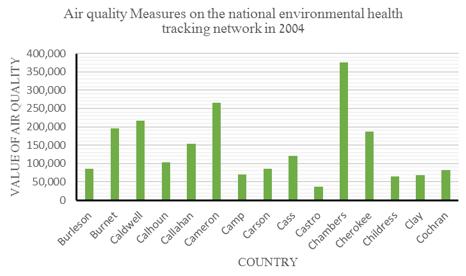 Air quality Measures on the national environmental health
tracking network in 2004
VALUE OF AIR QUALITY
400,000
350,000
300,000
250,000
200,000
150,000
100,000
50,000
0
Burleson
Burnet
Caldwell
Calhoun
Callahan
Cameron
Camp
Carson
Cass
Castro
Chambers
Cherokee
Childress
Clay
Cochran
COUNTRY